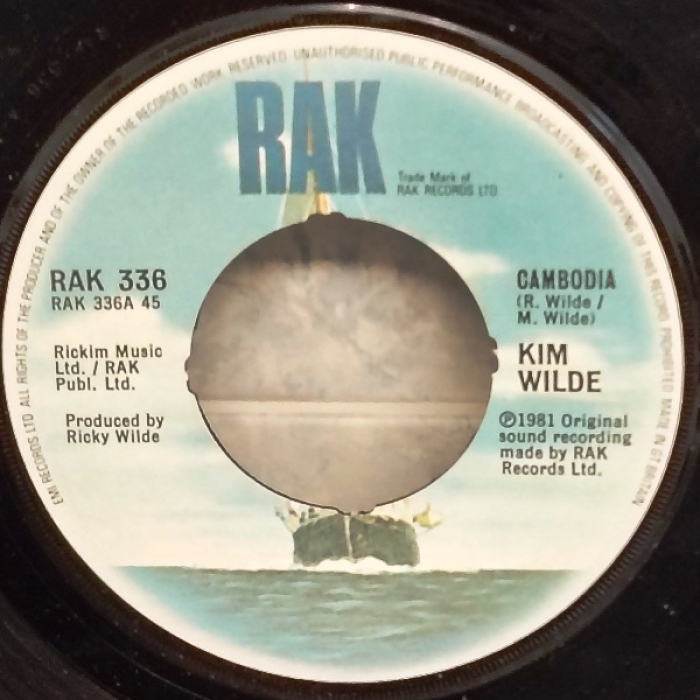 EMI RECORDS LTD ALL RIGHTS OF THE PRODUCER AND OF THE OWNER OF THE RECORDED WORK RESERVED UNAUTHORISED PUBLIC PERFORMANCE BROADCASTING AND COPYING OF THIS RECORD PROHIBITED MADE IN GT BRITAIN
RAK
Trade Mark of
RAK RECORDS LTD
RAK 336
RAK 336A 45
Rickim Music
Ltd. / RAK
Publ. Ltd.
Produced by
Ricky Wilde
CAMBODIA
(R. Wilde /
M. Wilde)
KIM
WILDE
Ⓟ1981 Original
sound recording
made by RAK
Records Ltd.